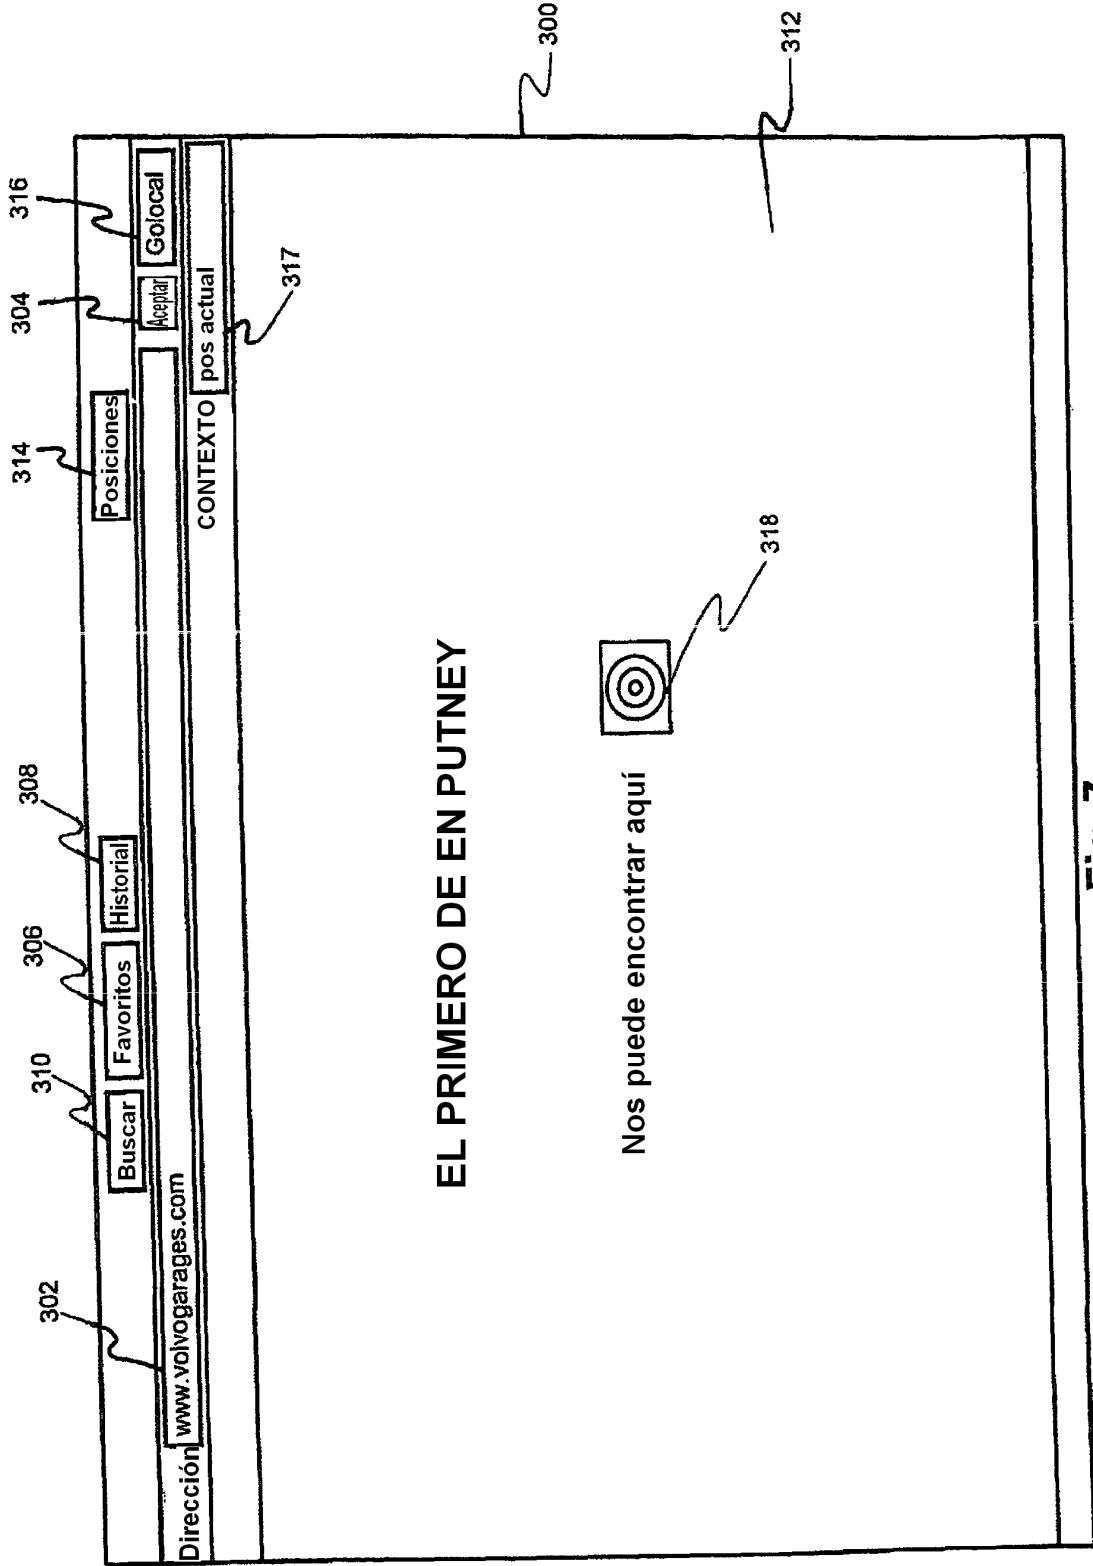 302
310
306
308
314
304
316
Buscar
Favoritos
Historial
Posiciones
Dirección www.volvogarages.com
Aceptar
Golocal
CONTEXTO pos actual
317
EL PRIMERO DE EN PUTNEY
Nos puede encontrar aquí
318
300
312